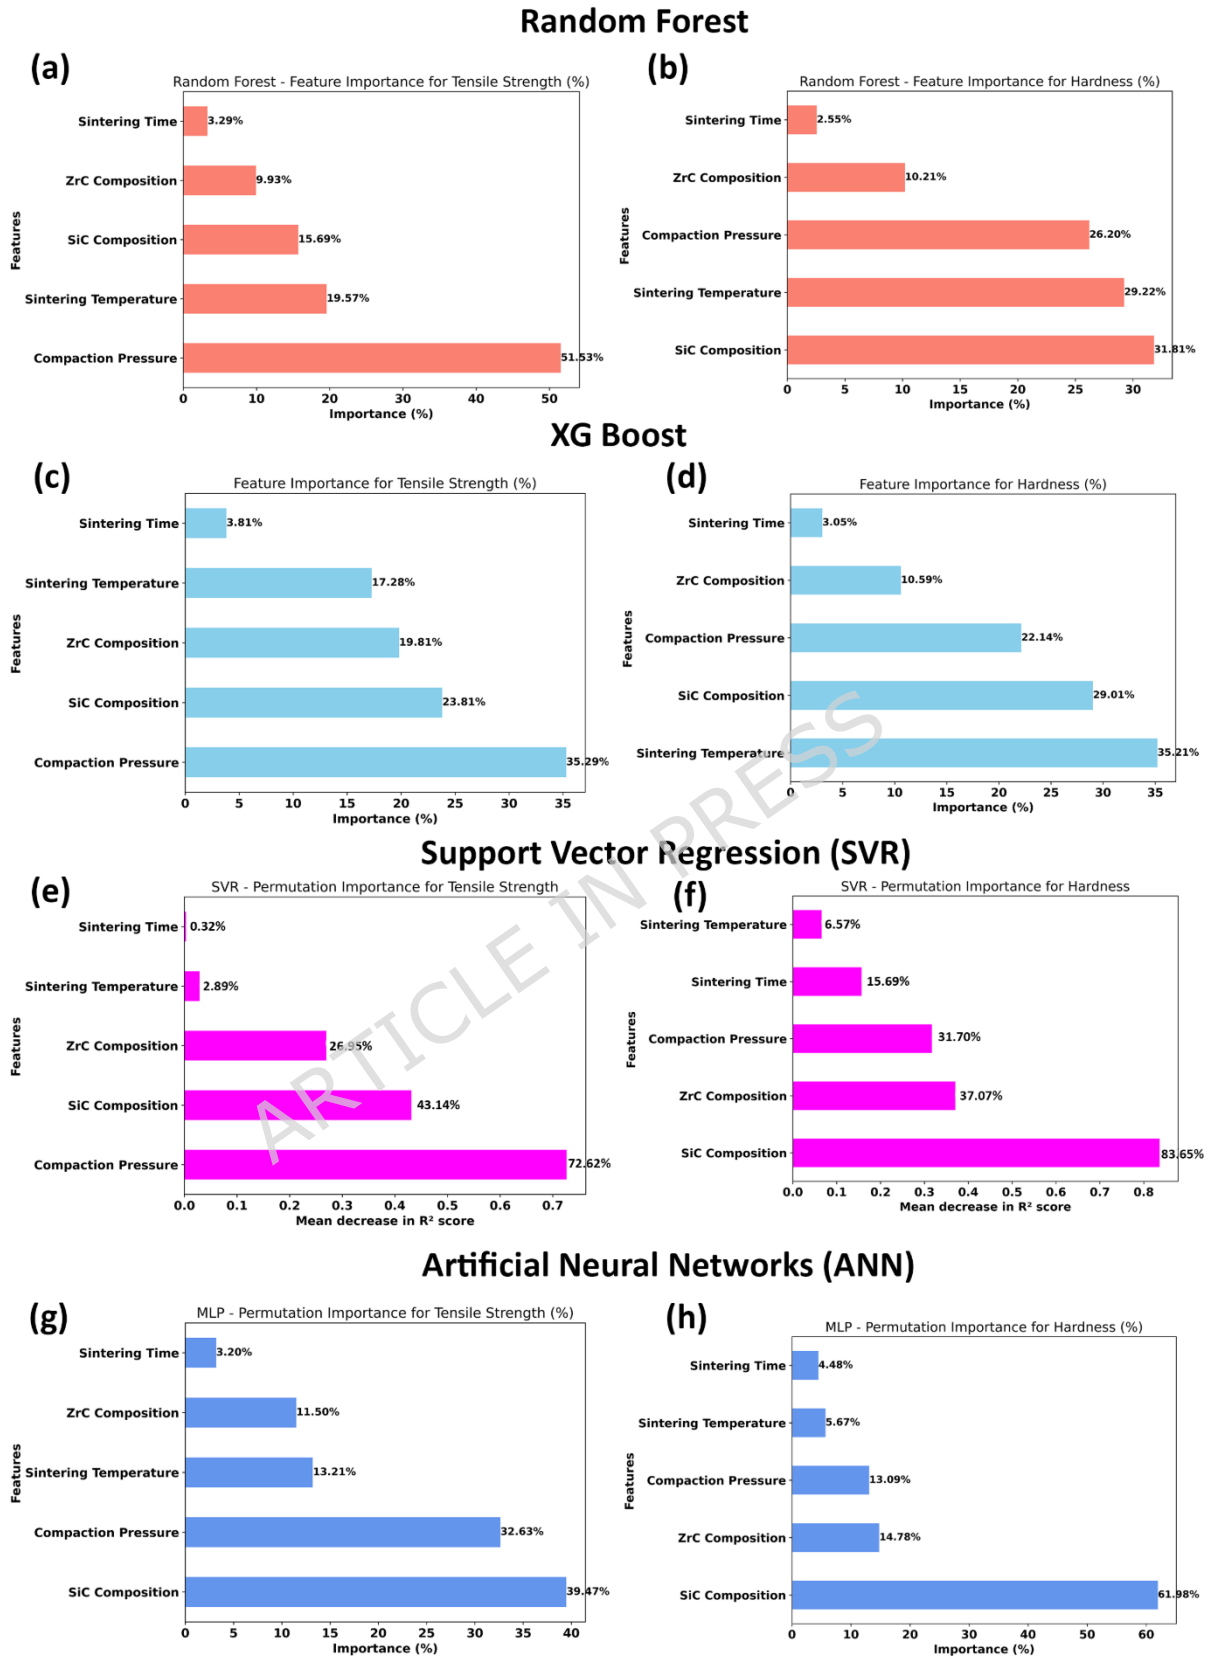 Random Forest
(a)
Random Forest - Feature Importance for Tensile Strength (%)
Features
Sintering Time
3.29%
ZrC Composition
9.93%
SiC Composition
15.69%
Sintering Temperature
19.57%
Compaction Pressure
51.53%
0 10 20 30 40 50
Importance (%)
(b)
Random Forest - Feature Importance for Hardness (%)
Features
Sintering Time
2.55%
ZrC Composition
10.21%
Compaction Pressure
26.20%
Sintering Temperature
29.22%
SiC Composition
31.81%
0 5 10 15 20 25 30
Importance (%)
XG Boost
(c)
Feature Importance for Tensile Strength (%)
Features
Sintering Time
3.81%
Sintering Temperature
17.28%
ZrC Composition
19.81%
SiC Composition
23.81%
Compaction Pressure
35.29%
0 5 10 15 20 25 30 35
Importance (%)
(d)
Feature Importance for Hardness (%)
Features
Sintering Time
3.05%
ZrC Composition
10.59%
Compaction Pressure
22.14%
SiC Composition
29.01%
Sintering Temperature
35.21%
0 5 10 15 20 25 30 35
Importance (%)
Support Vector Regression (SVR)
(e)
SVR - Permutation Importance for Tensile Strength
Features
Sintering Time
0.32%
Sintering Temperature
2.89%
ZrC Composition
26.95%
SiC Composition
43.14%
Compaction Pressure
72.62%
0.0 0.1 0.2 0.3 0.4 0.5 0.6 0.7
Mean decrease in R² score
(f)
SVR - Permutation Importance for Hardness
Features
Sintering Temperature
6.57%
Sintering Time
15.69%
Compaction Pressure
31.70%
ZrC Composition
37.07%
SiC Composition
83.65%
0.0 0.1 0.2 0.3 0.4 0.5 0.6 0.7 0.8
Mean decrease in R² score
ARTICLE IN PRESS
Artificial Neural Networks (ANN)
(g)
MLP - Permutation Importance for Tensile Strength (%)
Features
Sintering Time
3.20%
ZrC Composition
11.50%
Sintering Temperature
13.21%
Compaction Pressure
32.63%
SiC Composition
39.47%
0 5 10 15 20 25 30 35 40
Importance (%)
(h)
MLP - Permutation Importance for Hardness (%)
Features
Sintering Time
4.48%
Sintering Temperature
5.67%
Compaction Pressure
13.09%
ZrC Composition
14.78%
SiC Composition
61.98%
0 10 20 30 40 50 60
Importance (%)